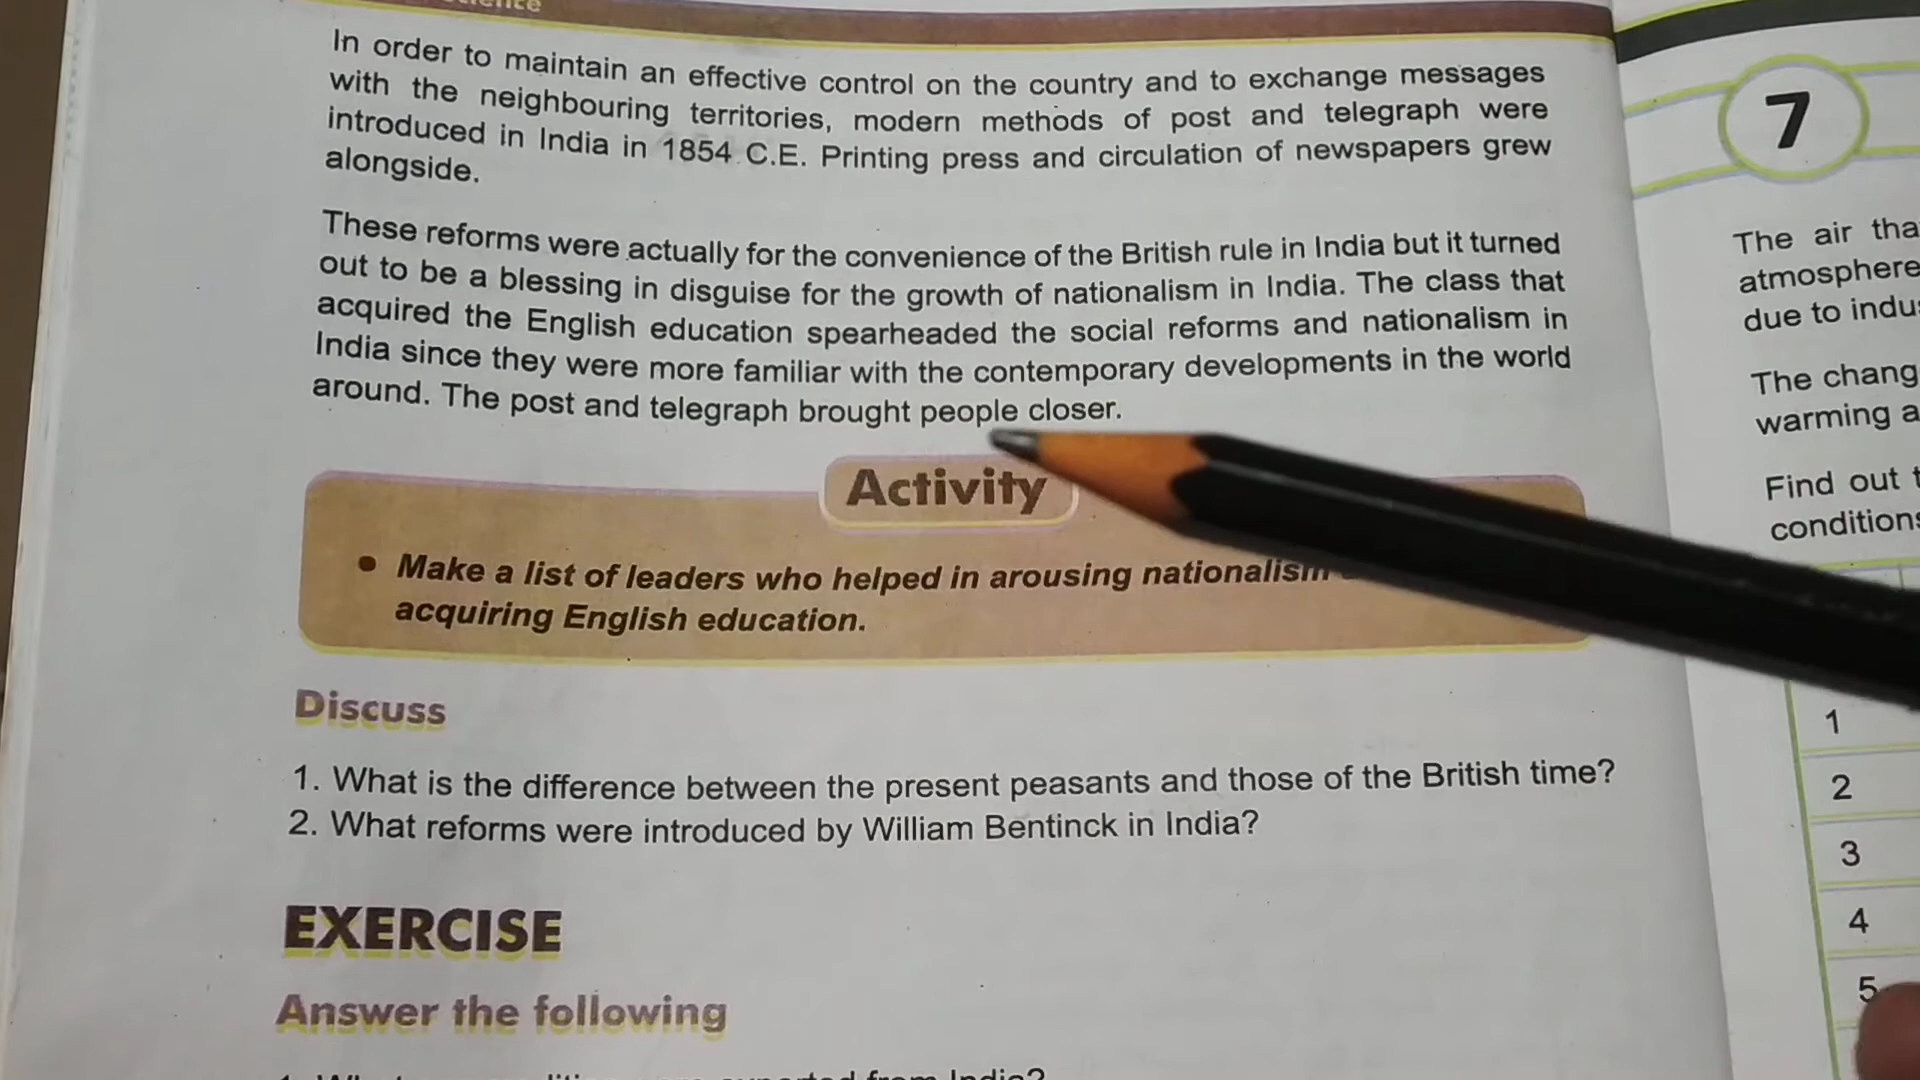 In order to maintain an effective control on the country and to exchange messages
with the neighbouring territories, modern methods of post and telegraph were
introduced in India in 1854 C.E. Printing press and circulation of newspapers grew
alongside.
These reforms were actually for the convenience of the British rule in India but it turned
out to be a blessing in disguise for the growth of nationalism in India. The class that
acquired the English education spearheaded the social reforms and nationalism in
India since they were more familiar with the contemporary developments in the world
around. The post and telegraph brought people closer.
Activity
• Make a list of leaders who helped in arousing nationalism
acquiring English education.
Discuss
1. What is the difference between the present peasants and those of the British time?
2. What reforms were introduced by William Bentinck in India?
EXERCISE
Answer the following
from India?
7
The air
atmosphere
due to
The
warming
Find out
1
2
3
4
5